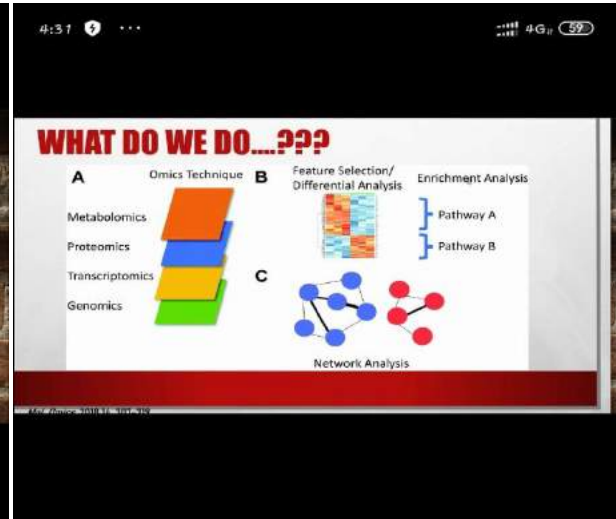 4:31
4G 59
WHAT DO WE DO....???
A
Omics Technique
Metabolomics
Proteomics
Transcriptomics
Genomics
B
Feature Selection/
Differential Analysis
Enrichment Analysis
Pathway A
Pathway B
C
Network Analysis